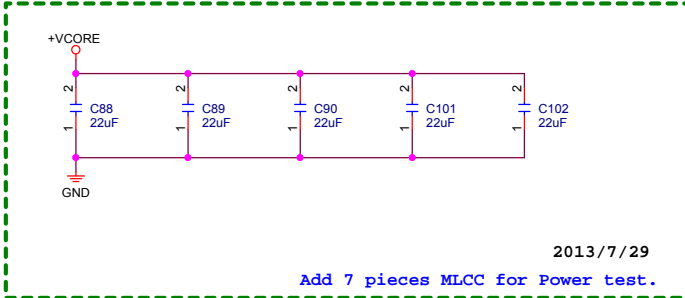 +VCORE
2 2 2 2 2
C88 C89 C90 C101 C102
22uF 22uF 22uF 22uF 22uF
1 1 1 1 1
GND
2013/7/29
Add 7 pieces MLCC for Power test.